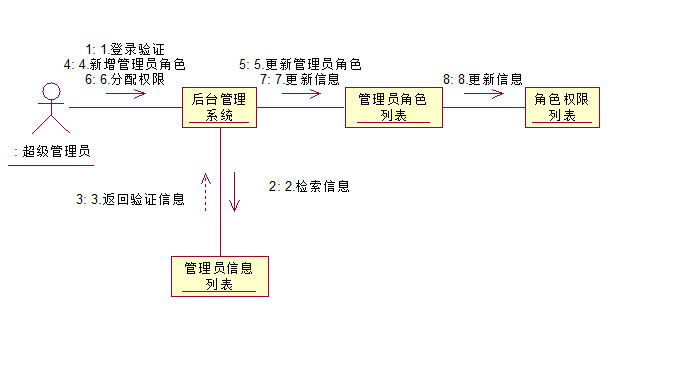 1: 1.登录验证
4: 4.新增管理员角色
6: 6.分配权限
5: 5.更新管理员角色
7: 7.更新信息
8: 8.更新信息
后台管理
系统
管理员角色
列表
角色权限
列表
: 超级管理员
3: 3.返回验证信息
2: 2.检索信息
管理员信息
列表